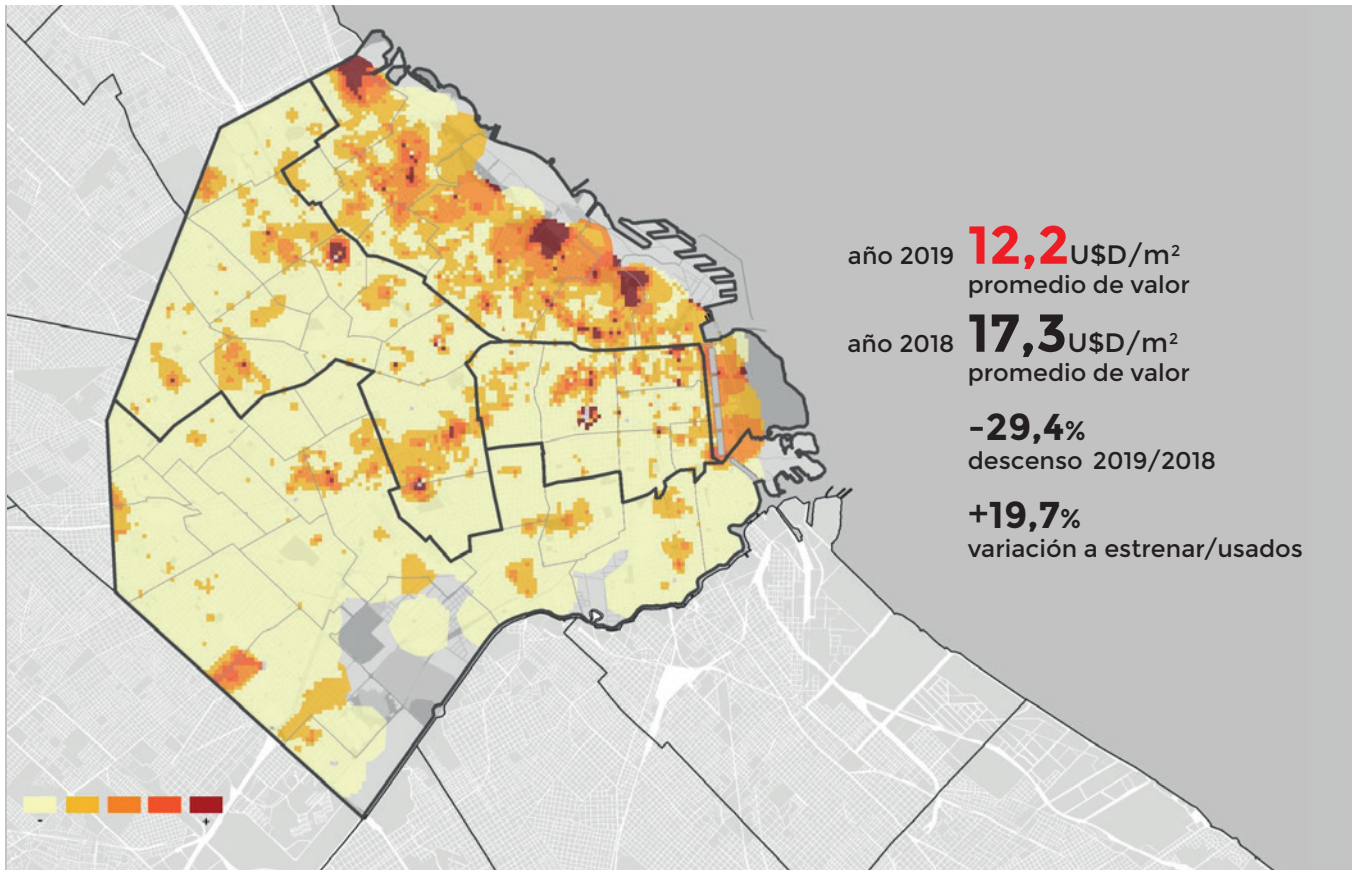 año 2019 12,2U$D/m²
promedio de valor
año 2018 17,3U$D/m²
promedio de valor
-29,4%
descenso 2019/2018
+19,7%
variación a estrenar/usados
- +